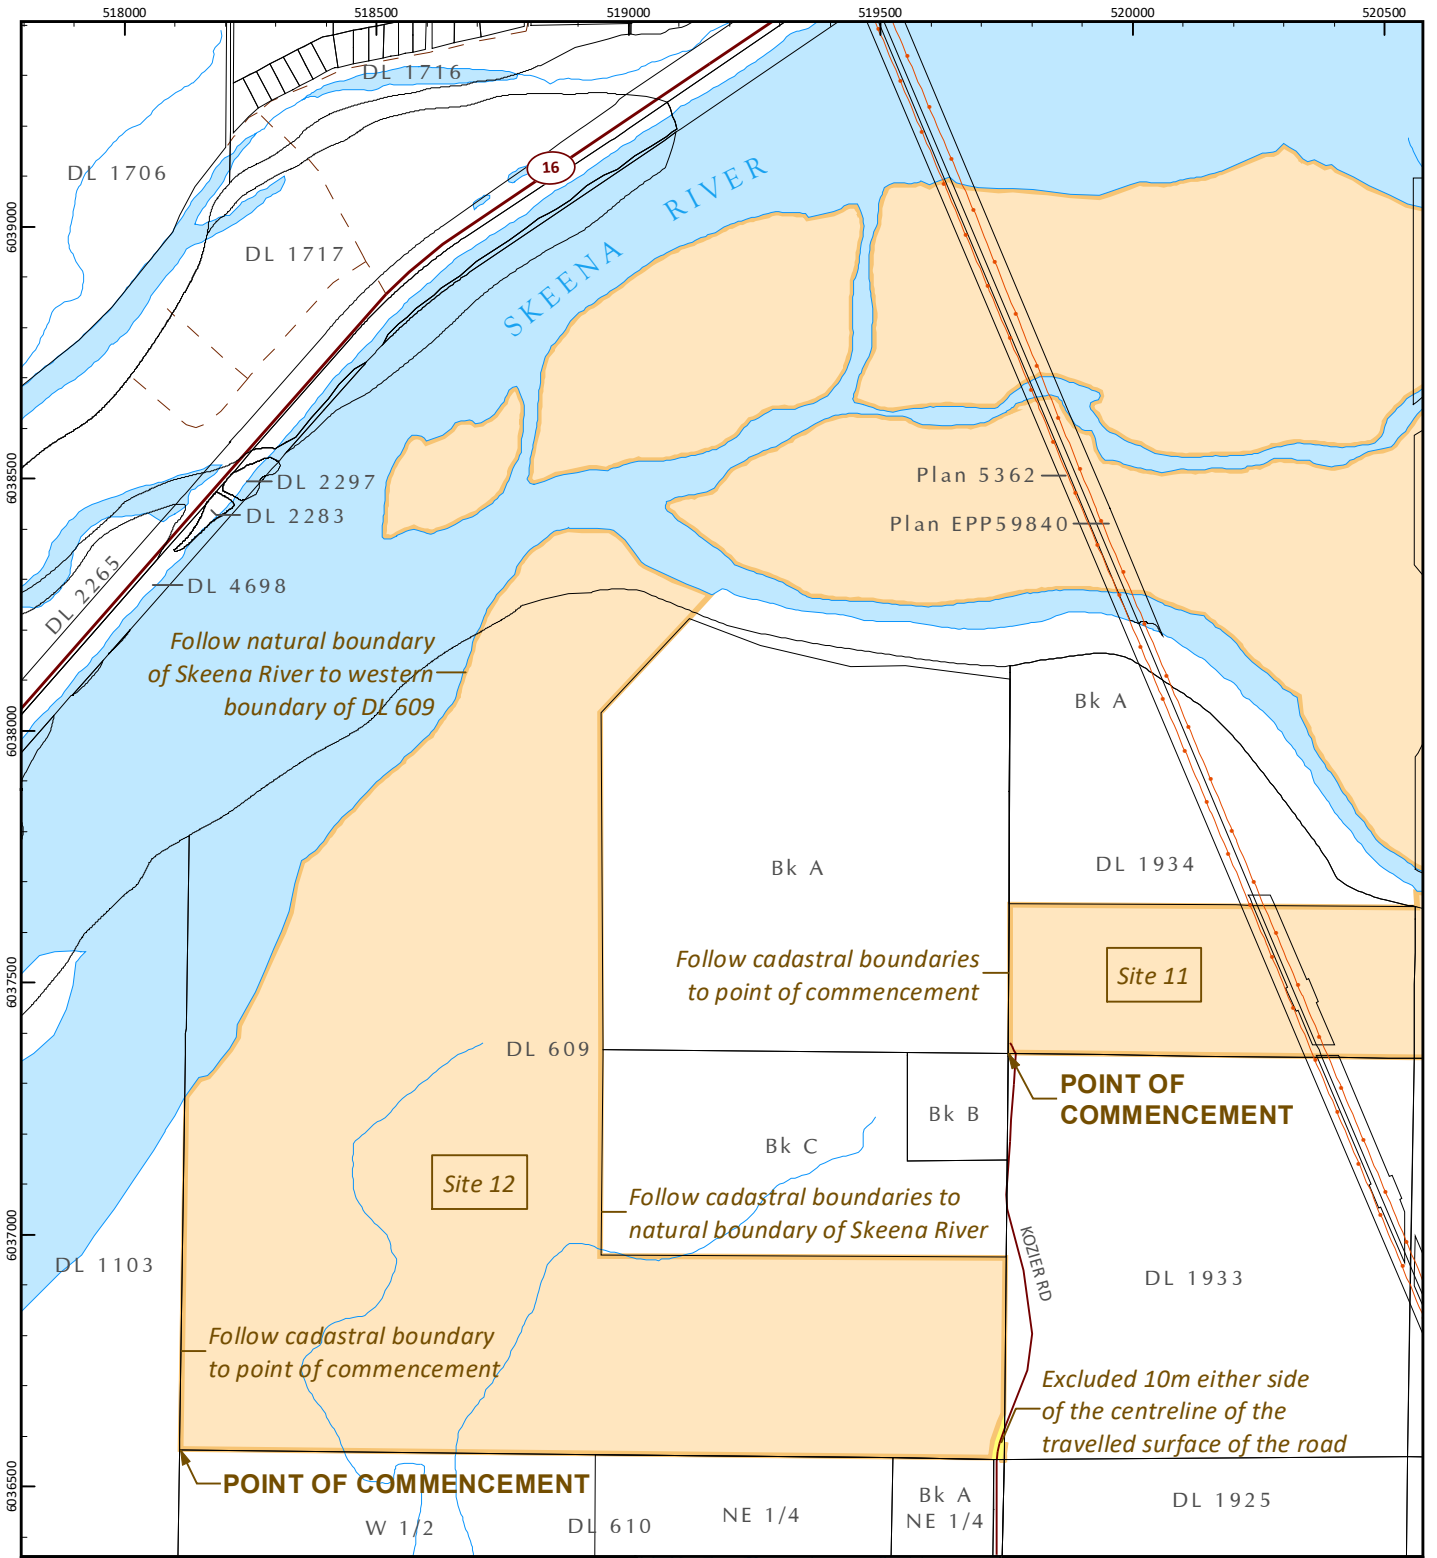 518000
518500
519000
519500
520000
520500
6039000
6038500
6038000
6037500
6037000
6036500
DL 1716
DL 1706
16
DL 1717
SKEENA RIVER
DL 2297
DL 2283
DL 2265
DL 4698
Plan 5362
Plan EPP59840
Follow natural boundary
of Skeena River to western
boundary of DL 609
Bk A
Bk A
DL 1934
Follow cadastral boundaries
to point of commencement
Site 11
DL 609
POINT OF
COMMENCEMENT
Bk B
Bk C
Site 12
Follow cadastral boundaries to
natural boundary of Skeena River
KOZIER RD
DL 1103
DL 1933
Follow cadastral boundary
to point of commencement
Excluded 10m either side
of the centreline of the
travelled surface of the road
POINT OF COMMENCEMENT
W 1/2
DL 610
NE 1/4
Bk A
NE 1/4
DL 1925